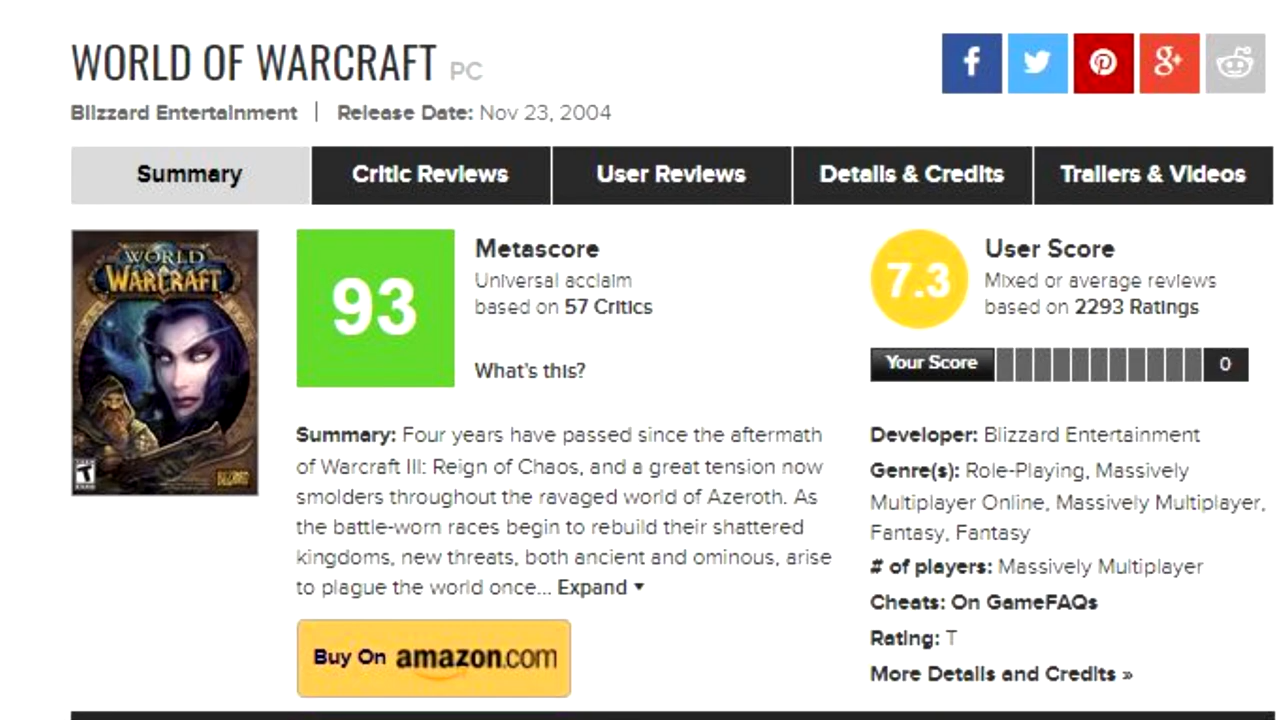 WORLD OF WARCRAFT PC
Blizzard Entertainment | Release Date: Nov 23, 2004
f
g+
Summary
Critic Reviews
User Reviews
Details & Credits
Trailers & Videos
WORLD
OF
WARCRAFT
T
BLIZZARD
93
Metascore
Universal acclaim
based on 57 Critics
What's this?
7.3
User Score
Mixed or average reviews
based on 2293 Ratings
Your Score
0
Summary: Four years have passed since the aftermath
of Warcraft III: Reign of Chaos, and a great tension now
smolders throughout the ravaged world of Azeroth. As
the battle-worn races begin to rebuild their shattered
kingdoms, new threats, both ancient and ominous, arise
to plague the world once... Expand
Buy On amazon.com
Developer: Blizzard Entertainment
Genre(s): Role-Playing, Massively
Multiplayer Online, Massively Multiplayer,
Fantasy, Fantasy
# of players: Massively Multiplayer
Cheats: On GameFAQs
Rating: T
More Details and Credits »